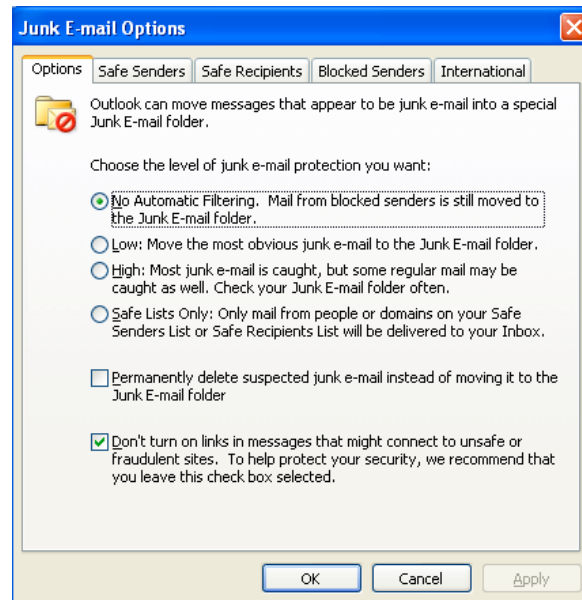 Junk E-mail Options
Options
Safe Senders
Safe Recipients
Blocked Senders
International
Outlook can move messages that appear to be junk e-mail into a special
Junk E-mail folder.
Choose the level of junk e-mail protection you want:
No Automatic Filtering.  Mail from blocked senders is still moved to
the Junk E-mail folder.
Low: Move the most obvious junk e-mail to the Junk E-mail folder.
High: Most junk e-mail is caught, but some regular mail may be
caught as well. Check your Junk E-mail folder often.
Safe Lists Only: Only mail from people or domains on your Safe
Senders List or Safe Recipients List will be delivered to your Inbox.
Permanently delete suspected junk e-mail instead of moving it to the
Junk E-mail folder
Don't turn on links in messages that might connect to unsafe or
fraudulent sites.  To help protect your security, we recommend that
you leave this check box selected.
OK
Cancel
Apply